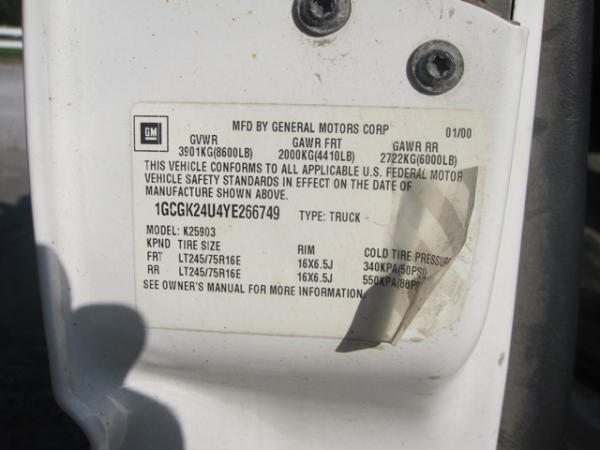 MFD BY GENERAL MOTORS CORP 01/00
GM GVWR GAWR FRT GAWR RR
3901KG(8600LB) 2000KG(4410LB) 2722KG(6000LB)
THIS VEHICLE CONFORMS TO ALL APPLICABLE U.S. FEDERAL MOTOR
VEHICLE SAFETY STANDARDS IN EFFECT ON THE DATE OF
MANUFACTURE SHOWN ABOVE.
1GCGK24U4YE266749 TYPE: TRUCK
MODEL: K25903
KPND TIRE SIZE RIM COLD TIRE PRESSURE
FRT LT245/75R16E 16X6.5J 340KPA(50PSI)
RR LT245/75R16E 16X6.5J 550KPA(80PSI
SEE OWNER'S MANUAL FOR MORE INFORMATION.